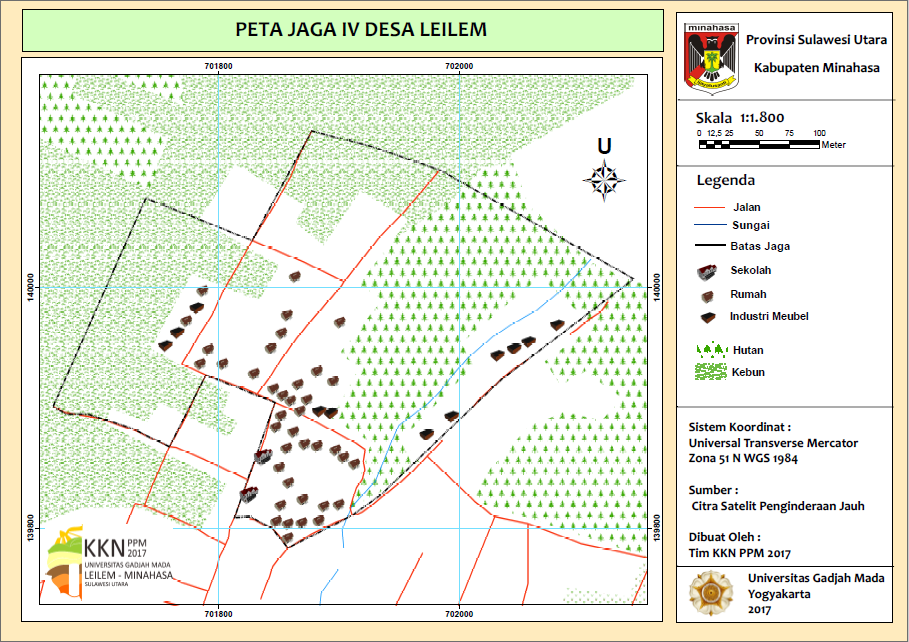 PETA JAGA IV DESA LEILEM
701800
702000
140000
140000
139800
139800
701800
702000
U
KKN PPM
2017
UNIVERSITAS GADJAH MADA
LEILEM - MINAHASA
SULAWESI UTARA
minahasa
Provinsi Sulawesi Utara
Kabupaten Minahasa
Skala 1:1.800
0 12,5 25 50 75 100
Meter
Legenda
Jalan
Sungai
Batas Jaga
Sekolah
Rumah
Industri Meubel
Hutan
Kebun
Sistem Koordinat :
Universal Transverse Mercator
Zona 51 N WGS 1984
Sumber :
Citra Satelit Penginderaan Jauh
Dibuat Oleh :
Tim KKN PPM 2017
Universitas Gadjah Mada
Yogyakarta
2017